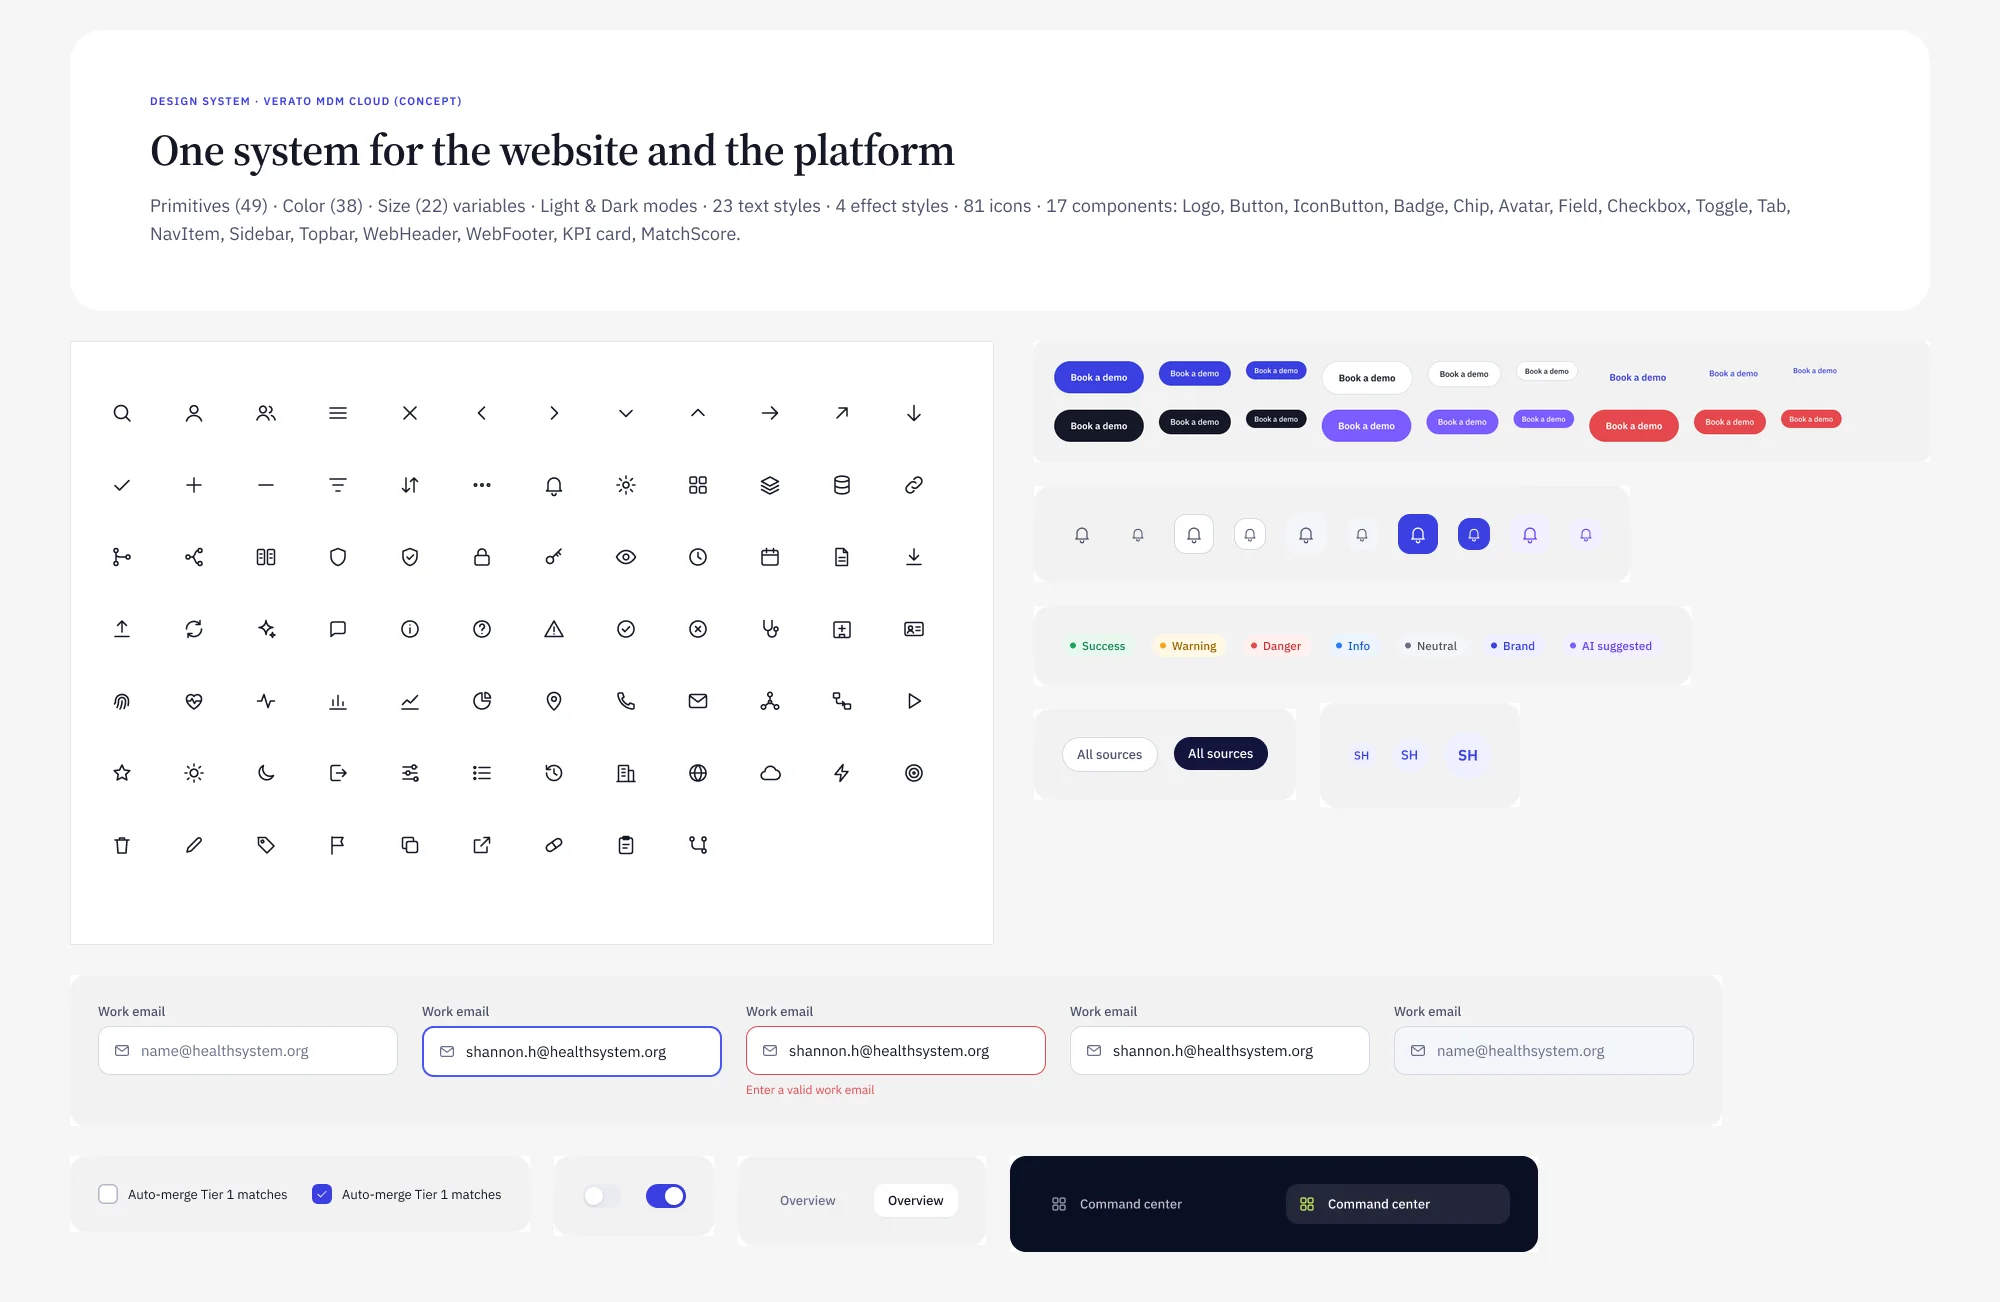 DESIGN SYSTEM · VERATO MDM CLOUD (CONCEPT)
One system for the website and the platform
Primitives (49) · Color (38) · Size (22) variables · Light & Dark modes · 23 text styles · 4 effect styles · 81 icons · 17 components: Logo, Button, IconButton, Badge, Chip, Avatar, Field, Checkbox, Toggle, Tab,
NavItem, Sidebar, Topbar, WebHeader, WebFooter, KPI card, MatchScore.
Book a demo Book a demo Book a demo Book a demo Book a demo Book a demo Book a demo Book a demo Book a demo
Book a demo Book a demo Book a demo Book a demo Book a demo Book a demo Book a demo Book a demo Book a demo
Success Warning Danger Info Neutral Brand AI suggested
All sources All sources SH SH SH
Work email Work email Work email Work email Work email
name@healthsystem.org shannon.h@healthsystem.org shannon.h@healthsystem.org shannon.h@healthsystem.org name@healthsystem.org
Enter a valid work email
Auto-merge Tier 1 matches Auto-merge Tier 1 matches Overview Overview Command center Command center